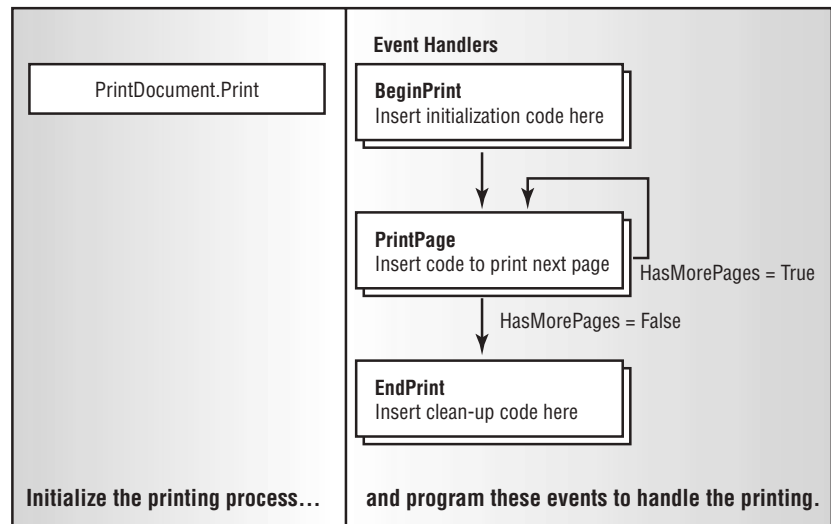 PrintDocument.Print
Initialize the printing process…
Event Handlers
BeginPrint
Insert initialization code here
PrintPage
Insert code to print next page
HasMorePages = True
HasMorePages = False
EndPrint
Insert clean-up code here
and program these events to handle the printing.